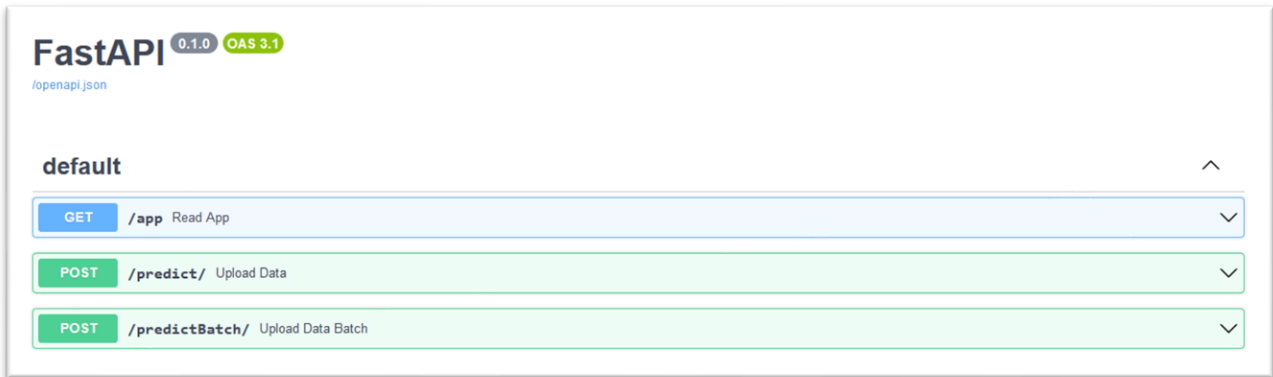 FastAPI 0.1.0 OAS 3.1
/openapi.json
default
GET /app Read App
POST /predict/ Upload Data
POST /predictBatch/ Upload Data Batch